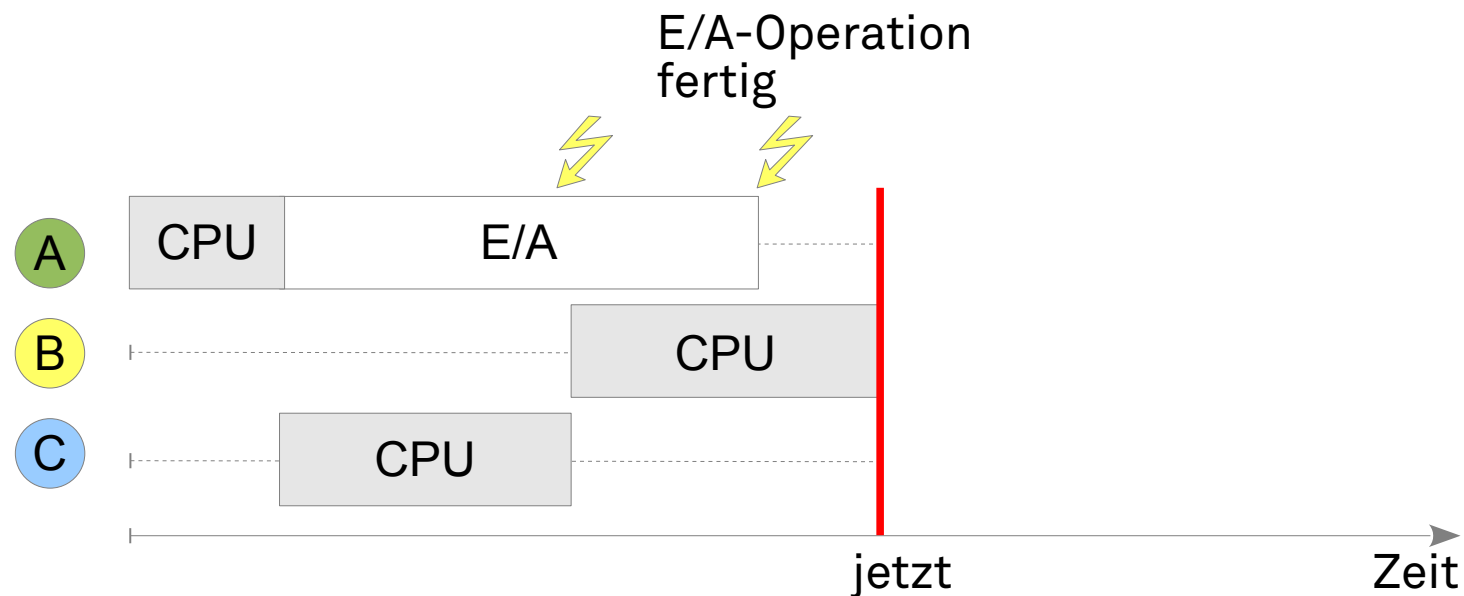 E/A-Operation
fertig
A
CPU
E/A
B
CPU
C
CPU
jetzt
Zeit